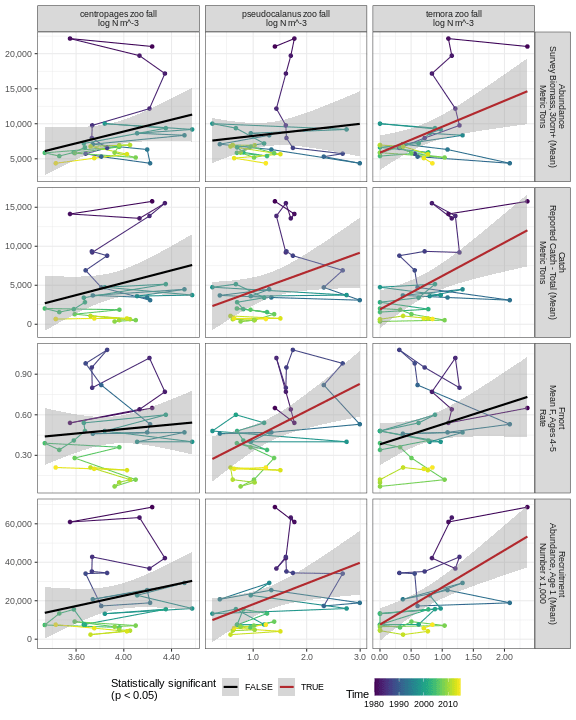 centropages zoo fall
log N m^-3
pseudocalanus zoo fall
log N m^-3
temora zoo fall
log N m^-3
20,000
15,000
10,000
5,000
Abundance
Survey Biomass, 30cm+ (Mean)
Metric Tons
15,000
10,000
5,000
0
Catch
Reported Catch - Total (Mean)
Metric Tons
0.90
0.60
0.30
Fmort
Mean F, Ages 4-5
Rate
60,000
40,000
20,000
0
Recruitment
Abundance, Age 1 (Mean)
Number x 1,000
3.60 4.00 4.40
1.0 2.0 3.0
0.00 0.50 1.00 1.50 2.00
Statistically significant
(p < 0.05)
FALSE
TRUE
Time
1980 1990 2000 2010